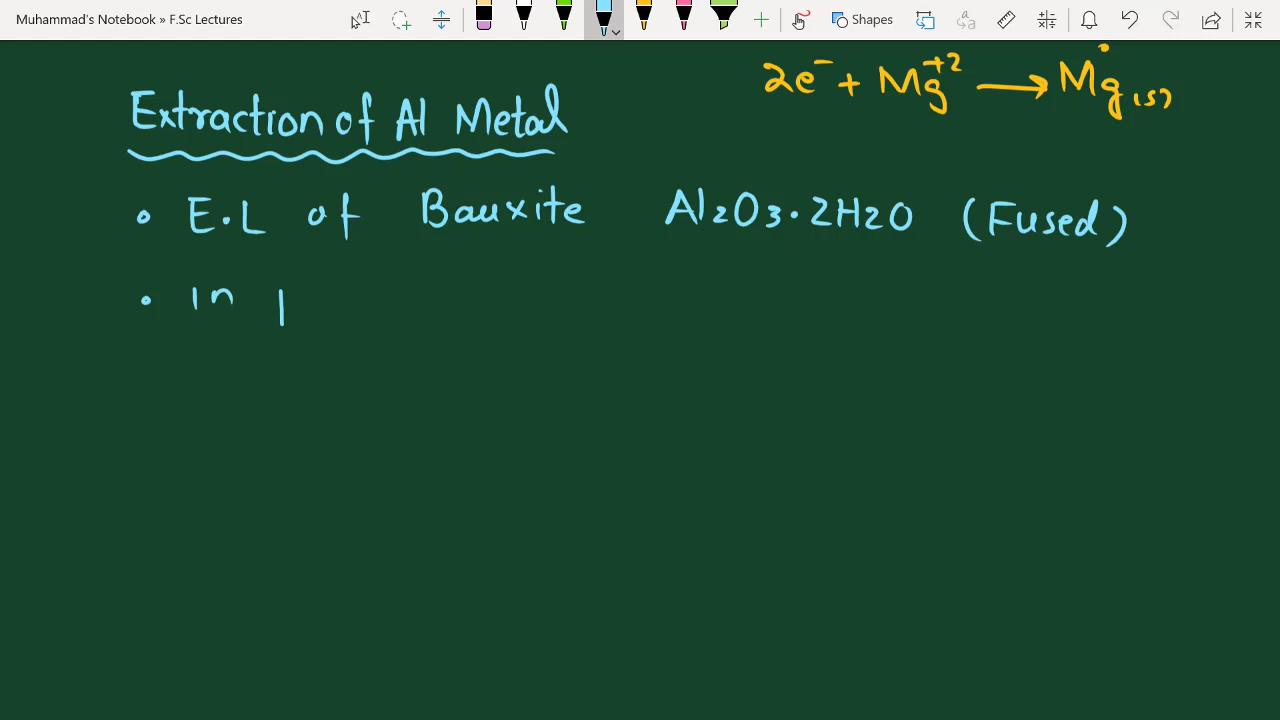 Muhammad's Notebook » F.Sc Lectures
Shapes
2e⁻ + Mg⁺² ⟶ Mg°(s)
Extraction of Al Metal
• E.L of Bauxite Al2O3.2H2O (Fused)
• In